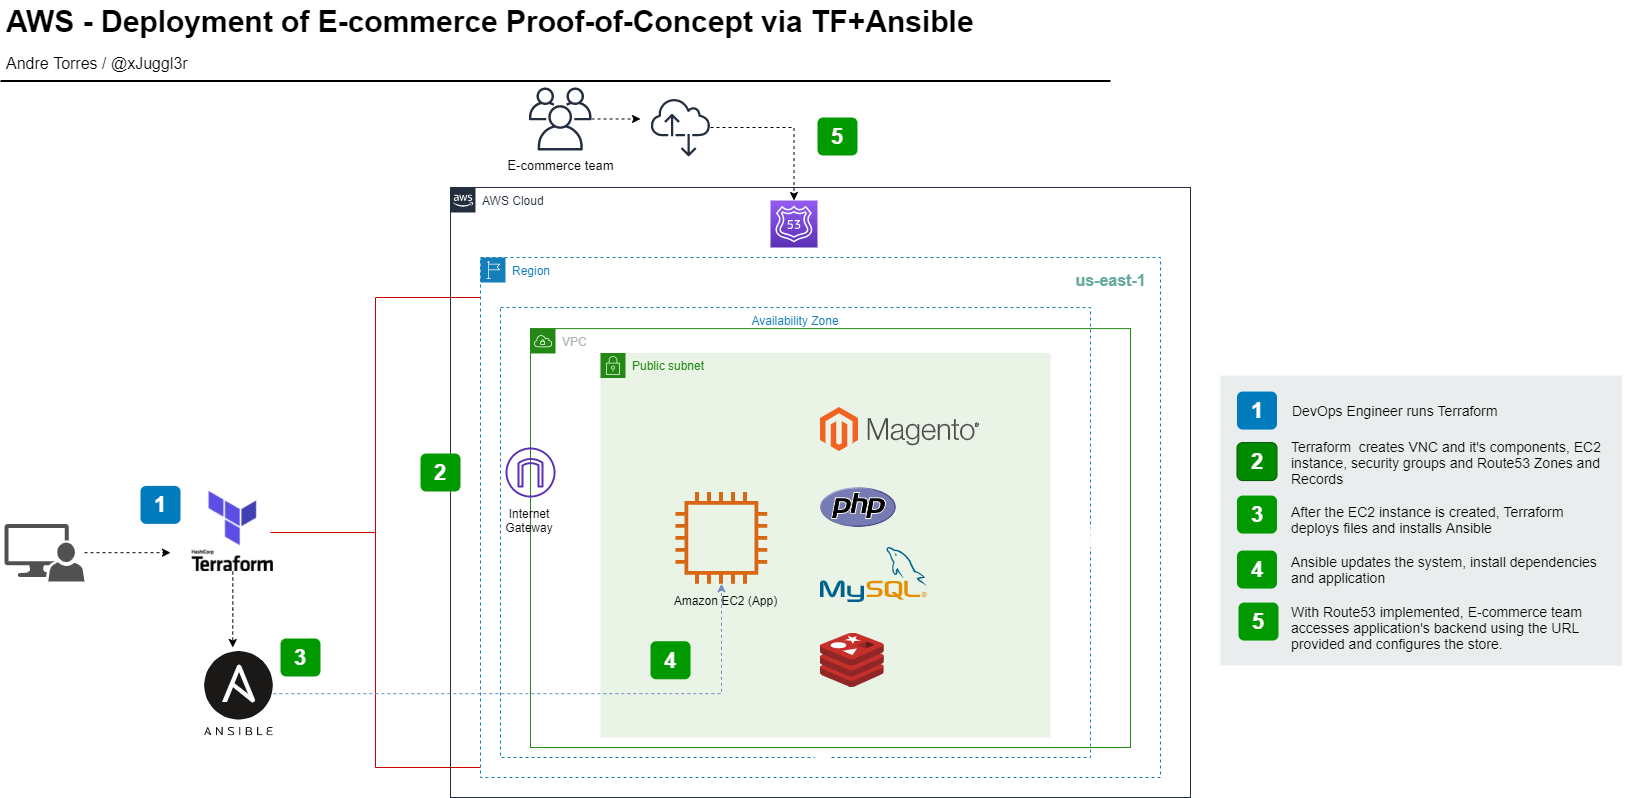 AWS - Deployment of E-commerce Proof-of-Concept via TF+Ansible
Andre Torres / @xJuggl3r
5
E-commerce team
aws
AWS Cloud
53
Region
us-east-1
Availability Zone
VPC
Public subnet
Magento
2
Internet
Gateway
php
1
HashiCorp
Terraform
MySQL
Amazon EC2 (App)
3
4
ANSIBLE
1
DevOps Engineer runs Terraform
2
Terraform  creates VNC and it's components, EC2
instance, security groups and Route53 Zones and
Records
3
After the EC2 instance is created, Terraform
deploys files and installs Ansible
4
Ansible updates the system, install dependencies
and application
5
With Route53 implemented, E-commerce team
accesses application's backend using the URL
provided and configures the store.